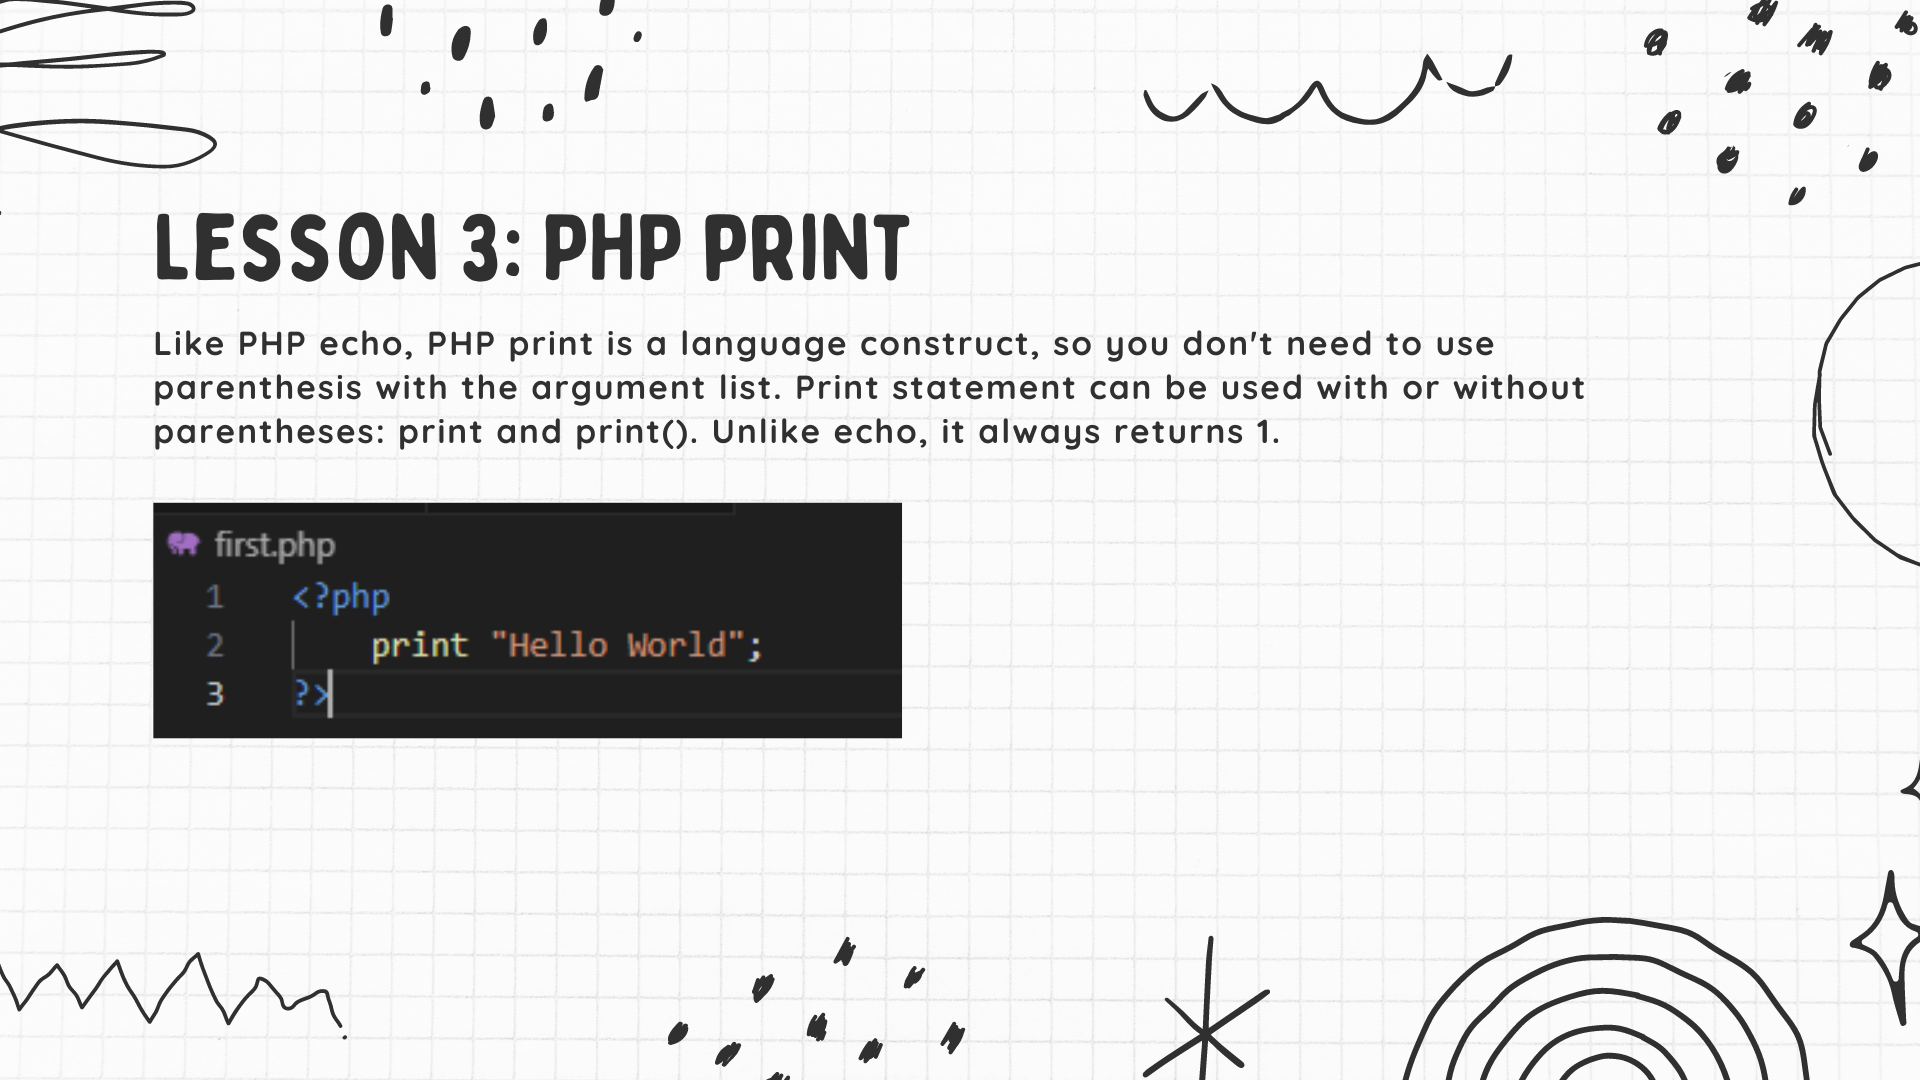 LESSON 3: PHP PRINT
Like PHP echo, PHP print is a language construct, so you don't need to use
parenthesis with the argument list. Print statement can be used with or without
parentheses: print and print(). Unlike echo, it always returns 1.
first.php
1 <?php
2 print "Hello World";
3 ?>